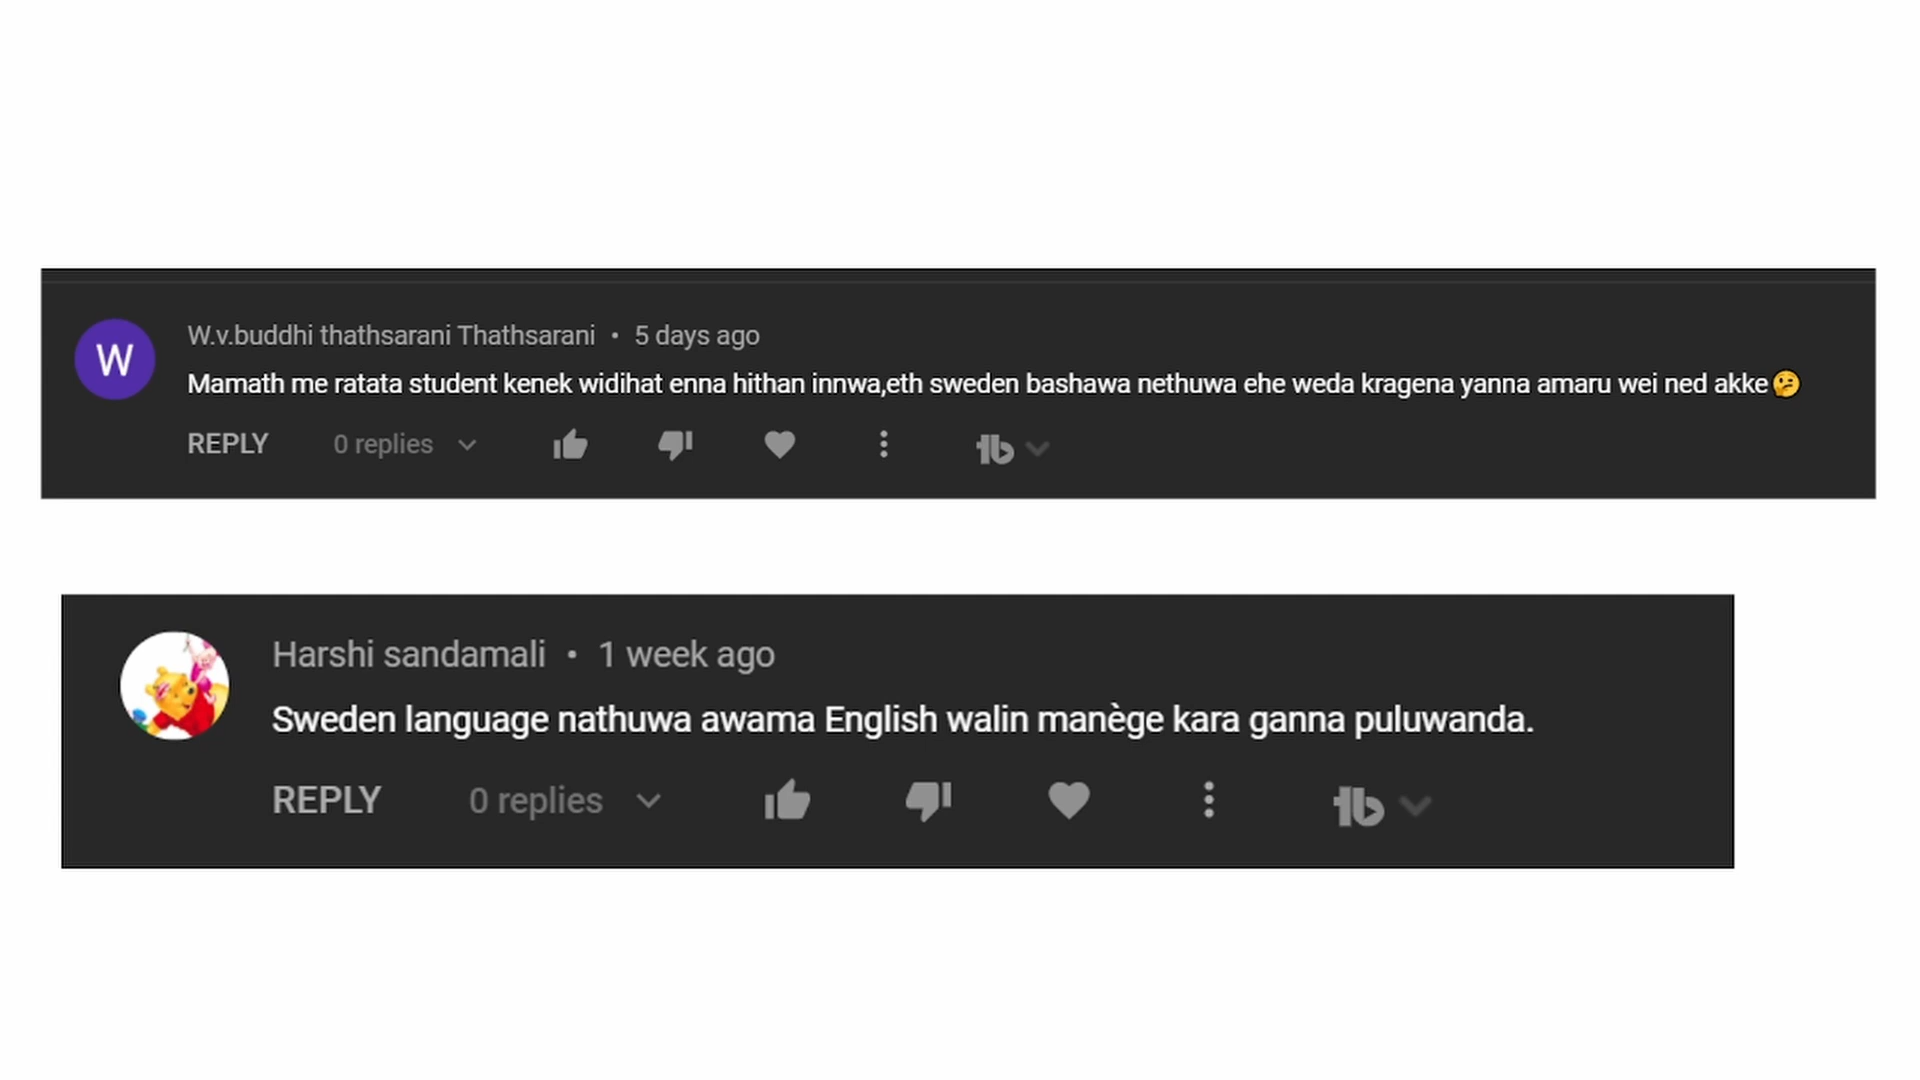 W
W.v.buddhi thathsarani Thathsarani • 5 days ago
Mamath me ratata student kenek widihat enna hithan innwa,eth sweden bashawa nethuwa ehe weda kragena yanna amaru wei ned akke🤔
REPLY 0 replies
Harshi sandamali • 1 week ago
Sweden language nathuwa awama English walin manège kara ganna puluwanda.
REPLY 0 replies